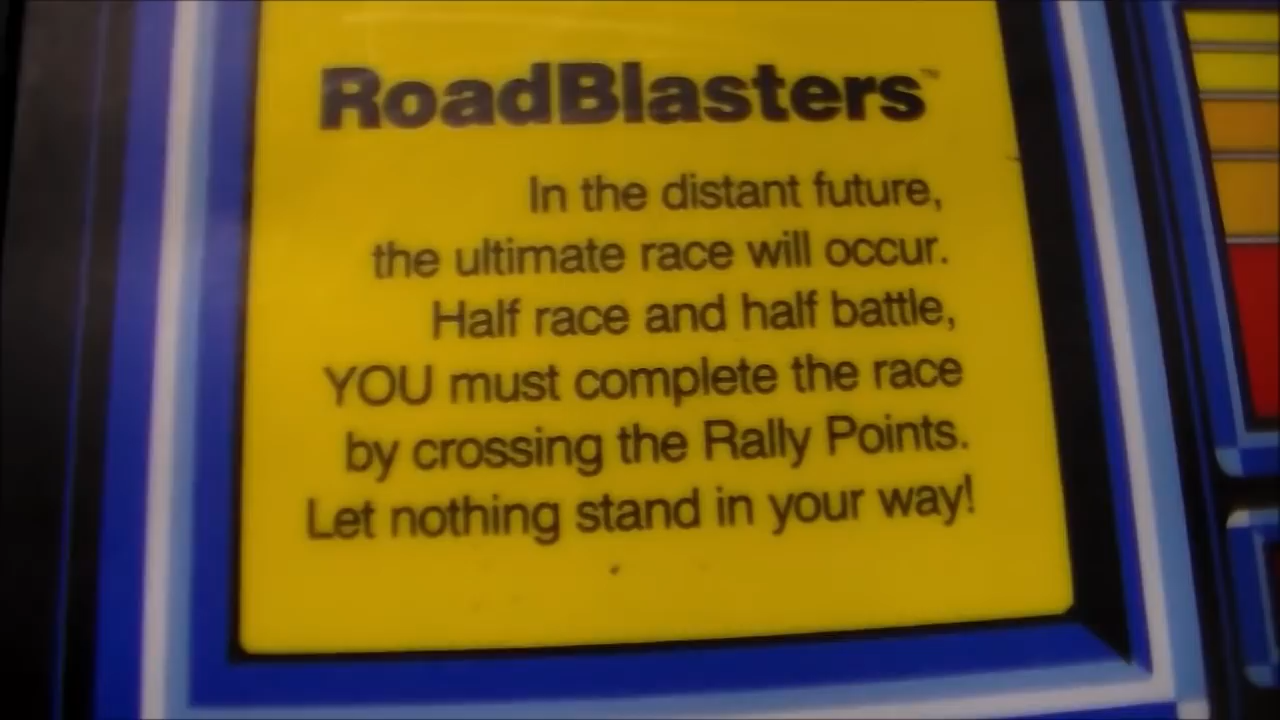 RoadBlasters™
In the distant future,
the ultimate race will occur.
Half race and half battle,
YOU must complete the race
by crossing the Rally Points.
Let nothing stand in your way!